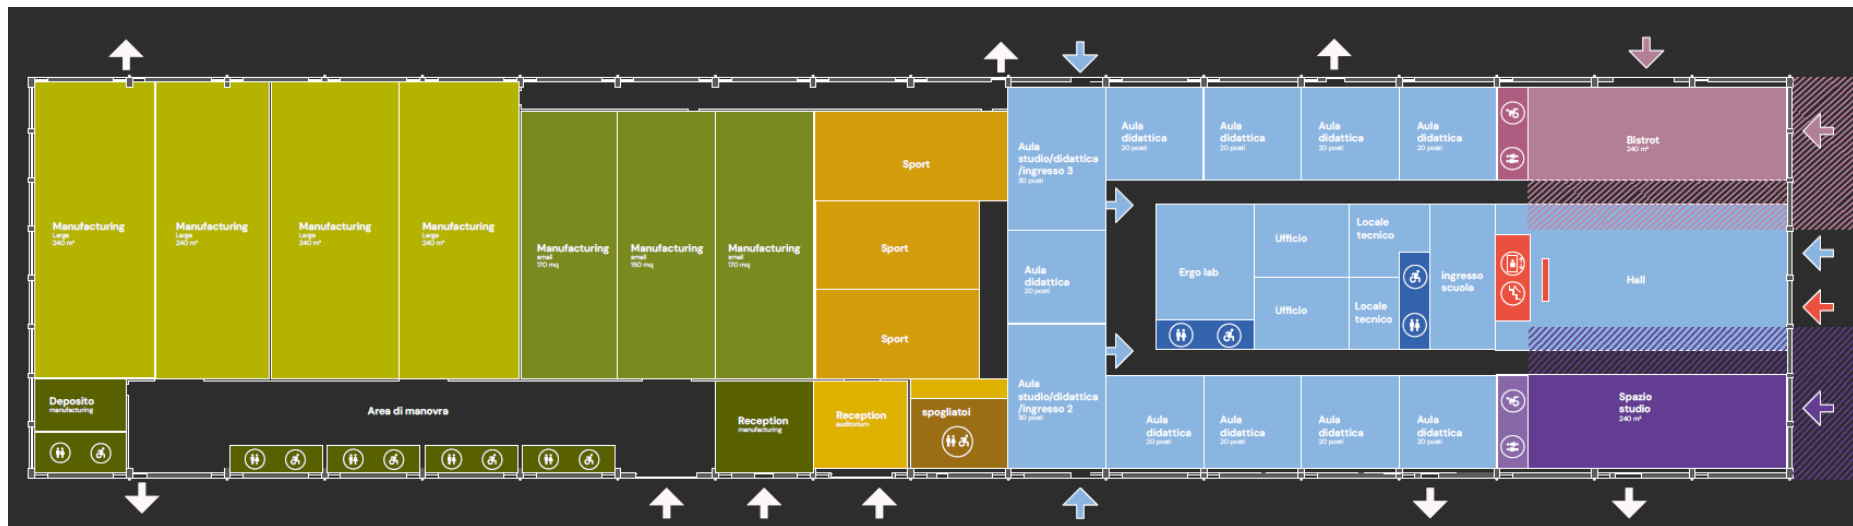 Manufacturing
Large
240 m²
Manufacturing
Large
240 m²
Manufacturing
Large
240 m²
Manufacturing
Large
240 m²
Manufacturing
small
170 mq
Manufacturing
small
150 mq
Manufacturing
small
170 mq
Sport
Sport
Sport
Deposito
manufacturing
Area di manovra
Reception
manufacturing
Reception
auditorium
spogliatoi
Aula
studio/didattica
/ingresso 3
30 posti
Aula
didattica
20 posti
Aula
studio/didattica
/ingresso 2
30 posti
Aula
didattica
20 posti
Aula
didattica
20 posti
Aula
didattica
20 posti
Aula
didattica
20 posti
Bistrot
240 m²
Ergo lab
Ufficio
Ufficio
Locale
tecnico
Locale
tecnico
ingresso
scuola
Hall
Aula
didattica
20 posti
Aula
didattica
20 posti
Aula
didattica
20 posti
Aula
didattica
20 posti
Spazio
studio
240 m²